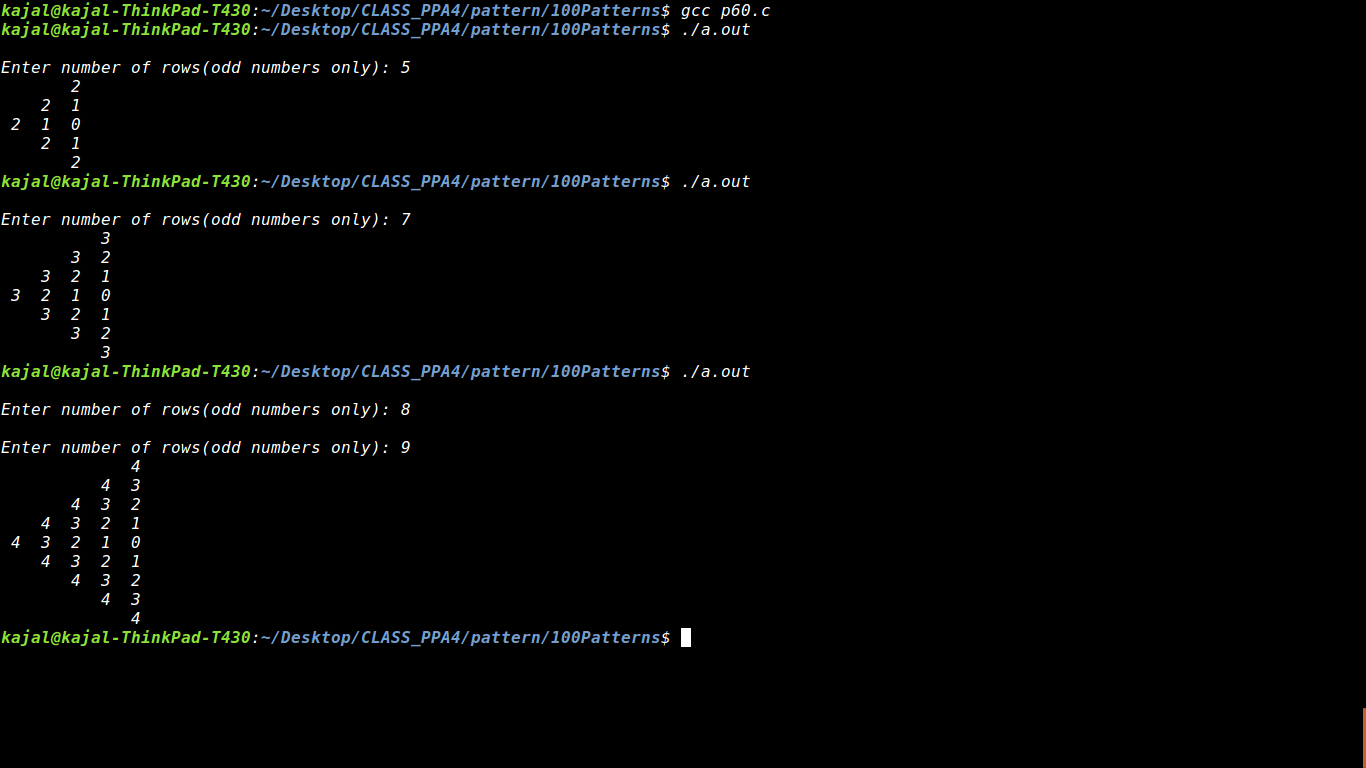 kajal@kajal-ThinkPad-T430:~/Desktop/CLASS_PPA4/pattern/100Patterns$ gcc p60.c
kajal@kajal-ThinkPad-T430:~/Desktop/CLASS_PPA4/pattern/100Patterns$ ./a.out

Enter number of rows(odd numbers only): 5
       2
    2  1
 2  1  0
    2  1
       2
kajal@kajal-ThinkPad-T430:~/Desktop/CLASS_PPA4/pattern/100Patterns$ ./a.out

Enter number of rows(odd numbers only): 7
          3
       3  2
    3  2  1
 3  2  1  0
    3  2  1
       3  2
          3
kajal@kajal-ThinkPad-T430:~/Desktop/CLASS_PPA4/pattern/100Patterns$ ./a.out

Enter number of rows(odd numbers only): 8

Enter number of rows(odd numbers only): 9
             4
          4  3
       4  3  2
    4  3  2  1
 4  3  2  1  0
    4  3  2  1
       4  3  2
          4  3
             4
kajal@kajal-ThinkPad-T430:~/Desktop/CLASS_PPA4/pattern/100Patterns$